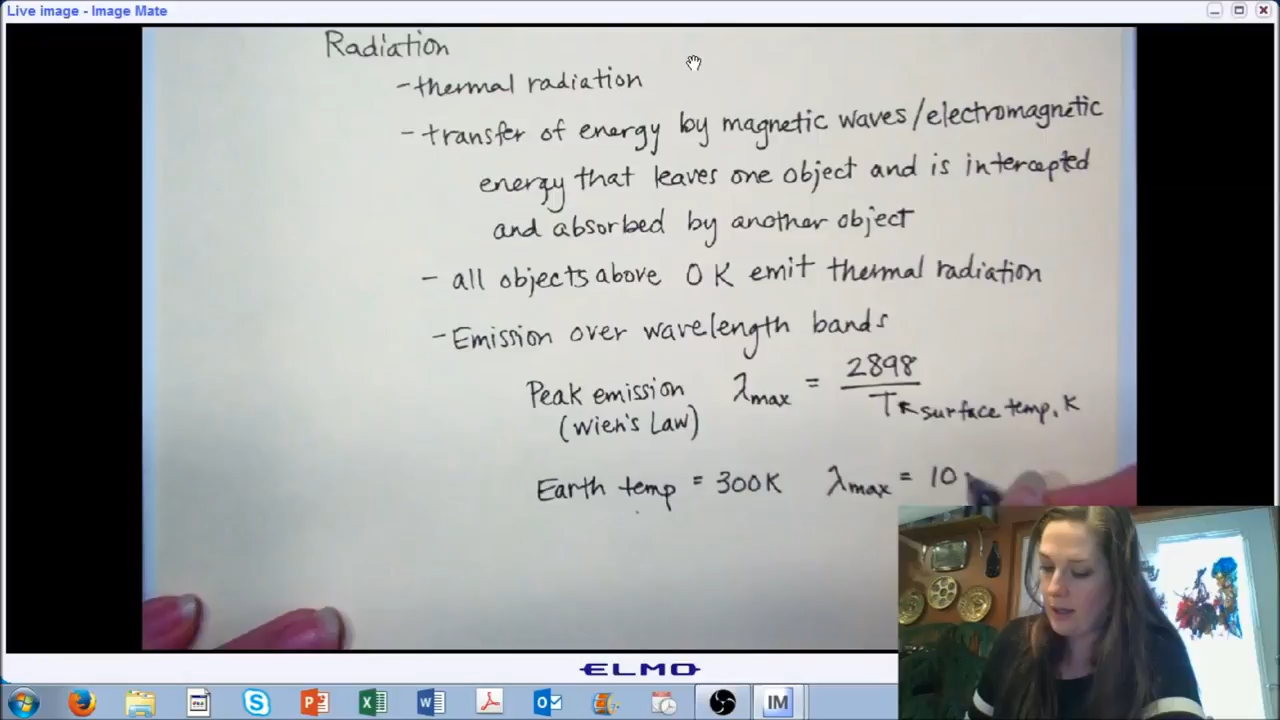 Live image - Image Mate
Radiation
- thermal radiation
- transfer of energy by magnetic waves/electromagnetic
energy that leaves one object and is intercepted
and absorbed by another object
- all objects above 0 K emit thermal radiation
- Emission over wavelength bands
Peak emission λmax = 2898 / T ↖ surface temp, K
(Wien's Law)
Earth temp = 300K λmax = 10
ELMO
IM